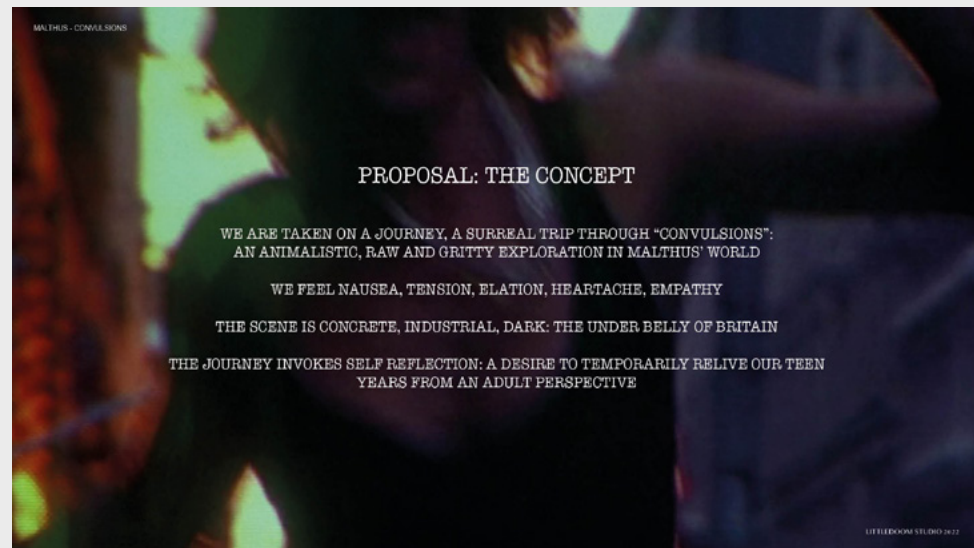 MALTHUS - CONVULSIONS
PROPOSAL: THE CONCEPT
WE ARE TAKEN ON A JOURNEY, A SURREAL TRIP THROUGH “CONVULSIONS”:
AN ANIMALISTIC, RAW AND GRITTY EXPLORATION IN MALTHUS’ WORLD
WE FEEL NAUSEA, TENSION, ELATION, HEARTACHE, EMPATHY
THE SCENE IS CONCRETE, INDUSTRIAL, DARK: THE UNDER BELLY OF BRITAIN
THE JOURNEY INVOKES SELF REFLECTION: A DESIRE TO TEMPORARILY RELIVE OUR TEEN
YEARS FROM AN ADULT PERSPECTIVE
LITTLEDOOM STUDIO 2022